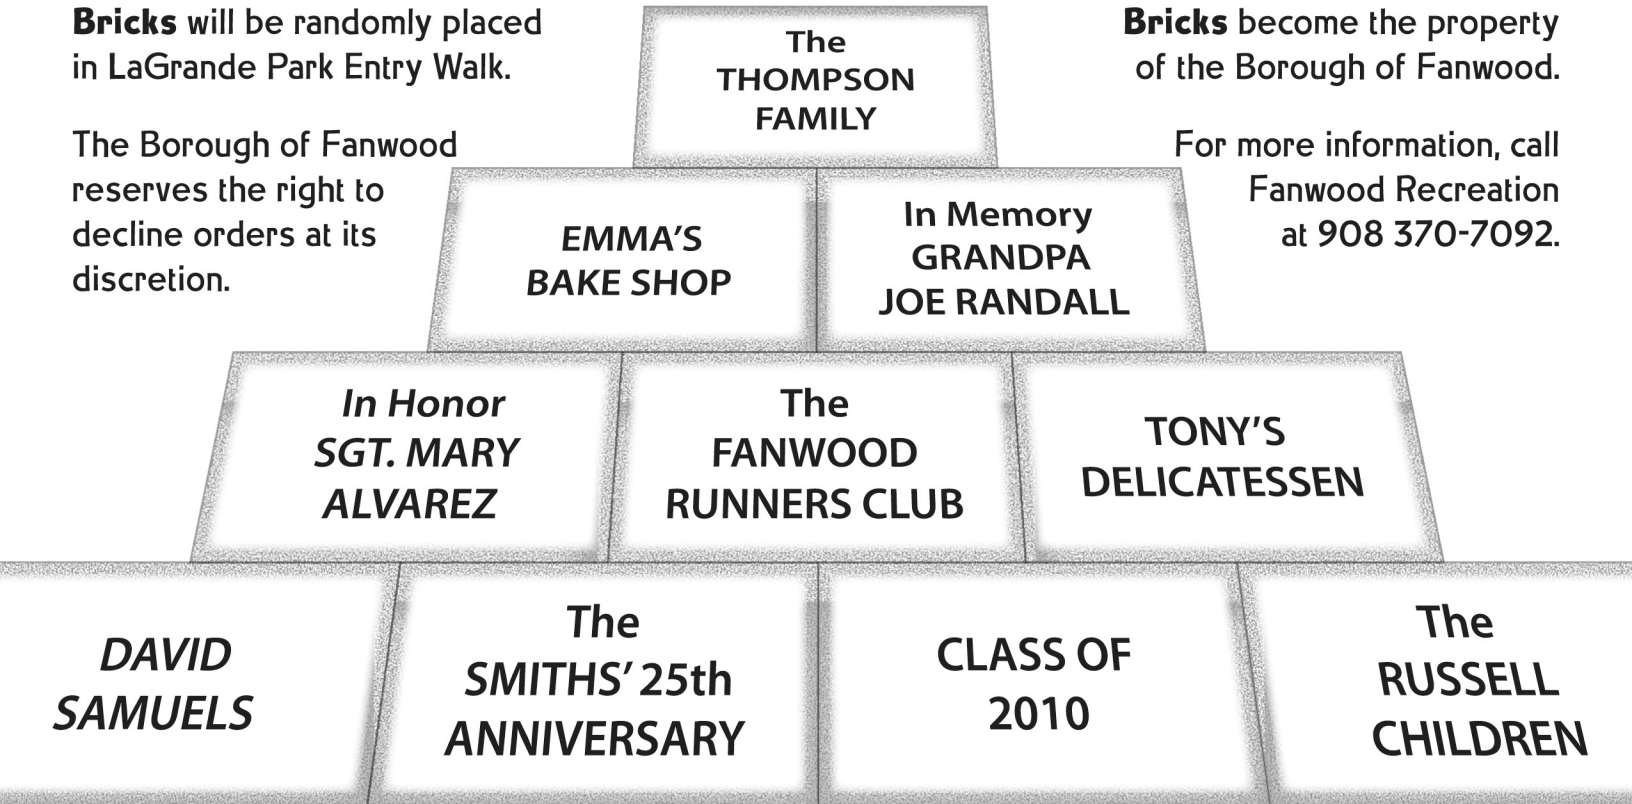 Bricks will be randomly placed
in LaGrande Park Entry Walk.
The Borough of Fanwood
reserves the right to
decline orders at its
discretion.
Bricks become the property
of the Borough of Fanwood.
For more information, call
Fanwood Recreation
at 908 370-7092.
The
THOMPSON
FAMILY
EMMA’S
BAKE SHOP
In Memory
GRANDPA
JOE RANDALL
In Honor
SGT. MARY
ALVAREZ
The
FANWOOD
RUNNERS CLUB
TONY’S
DELICATESSEN
DAVID
SAMUELS
The
SMITHS’ 25th
ANNIVERSARY
CLASS OF
2010
The
RUSSELL
CHILDREN